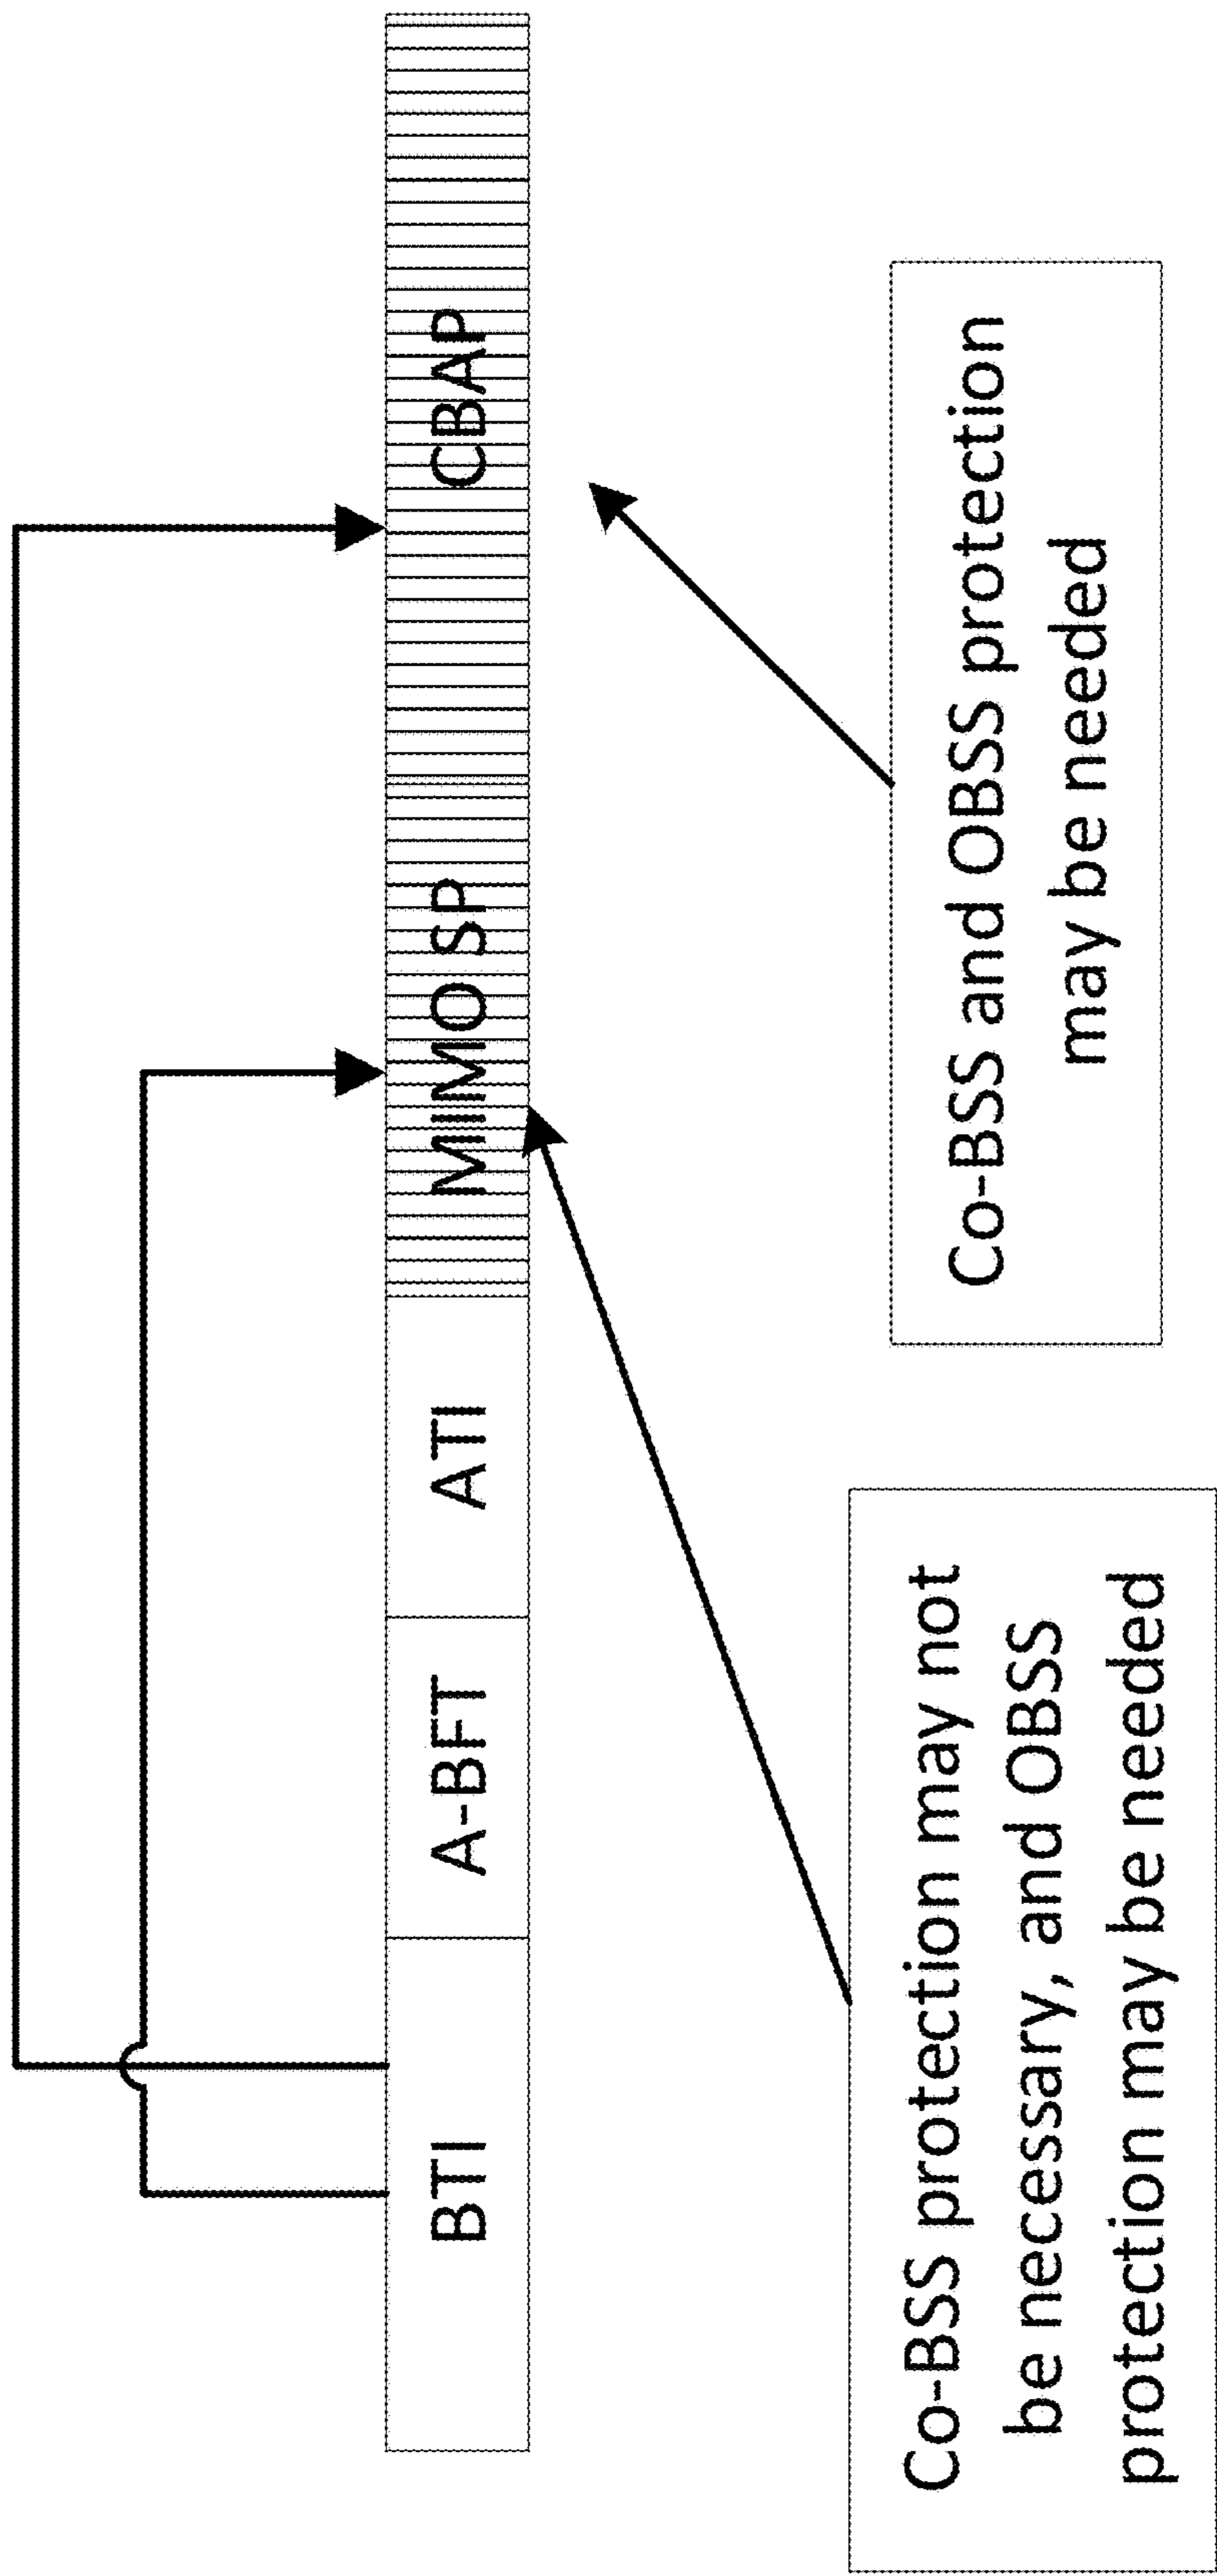 BTI
A-BFT
ATI
MIMO SP
CBAP
Co-BSS protection may not
be necessary, and OBSS
protection may be needed
Co-BSS and OBSS protection
may be needed